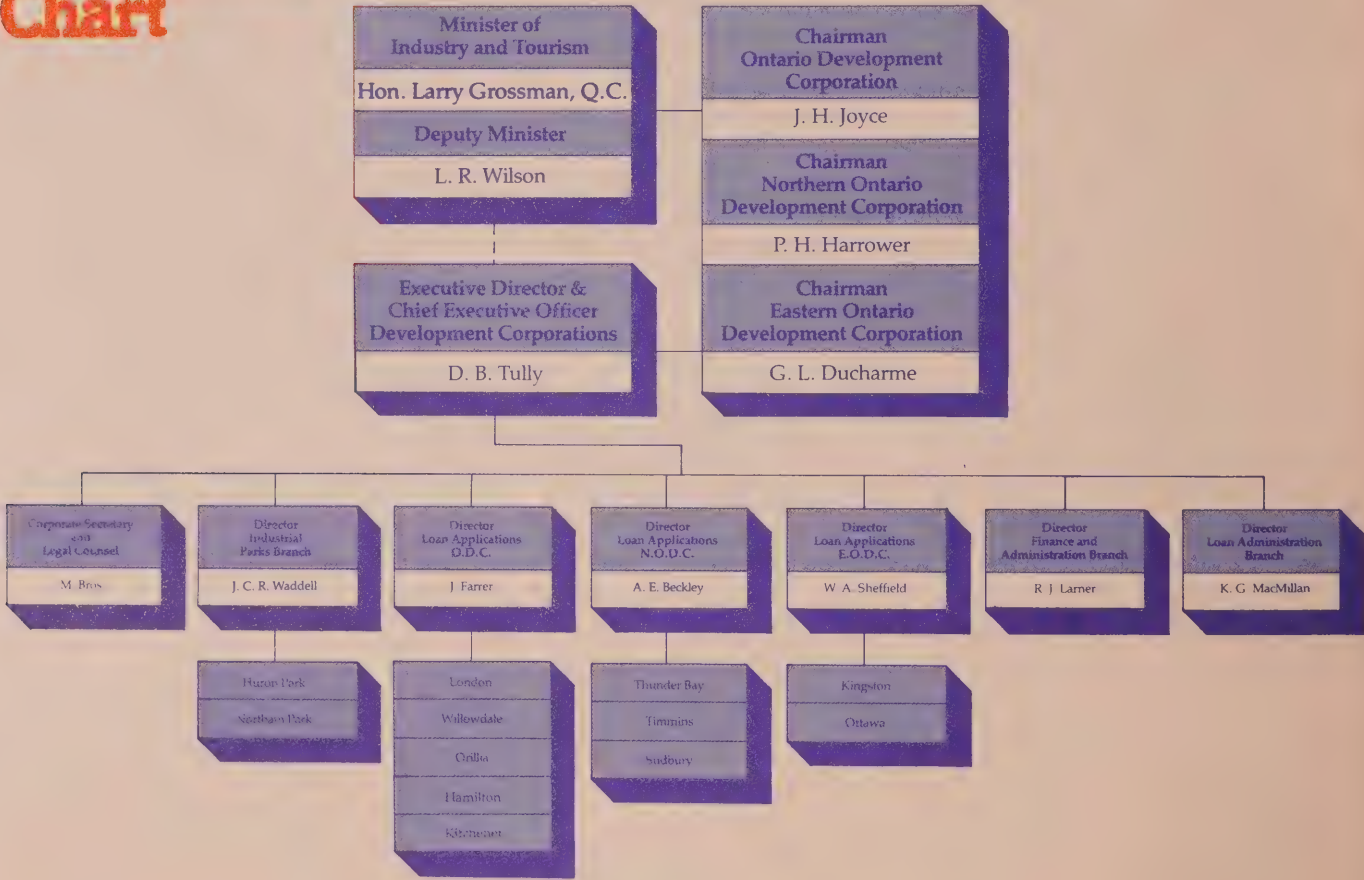 Chart
Minister of
Industry and Tourism
Hon. Larry Grossman, Q.C.
Deputy Minister
L. R. Wilson
Chairman
Ontario Development
Corporation
J. H. Joyce
Chairman
Northern Ontario
Development Corporation
P. H. Harrower
Chairman
Eastern Ontario
Development Corporation
G. L. Ducharme
Executive Director &
Chief Executive Officer
Development Corporations
D. B. Tully
Corporate Secretary
and
Legal Counsel
M. Bros
Director
Industrial
Parks Branch
J. C. R. Waddell
Huron Park
Northam Park
Director
Loan Applications
O.D.C.
J Farrer
London
Willowdale
Orillia
Hamilton
Kitchener
Director
Loan Applications
N.O.D.C.
A. E. Beckley
Thunder Bay
Timmins
Sudbury
Director
Loan Applications
E.O.D.C.
W A. Sheffield
Kingston
Ottawa
Director
Finance and
Administration Branch
R J Larner
Director
Loan Administration
Branch
K. G MacMillan